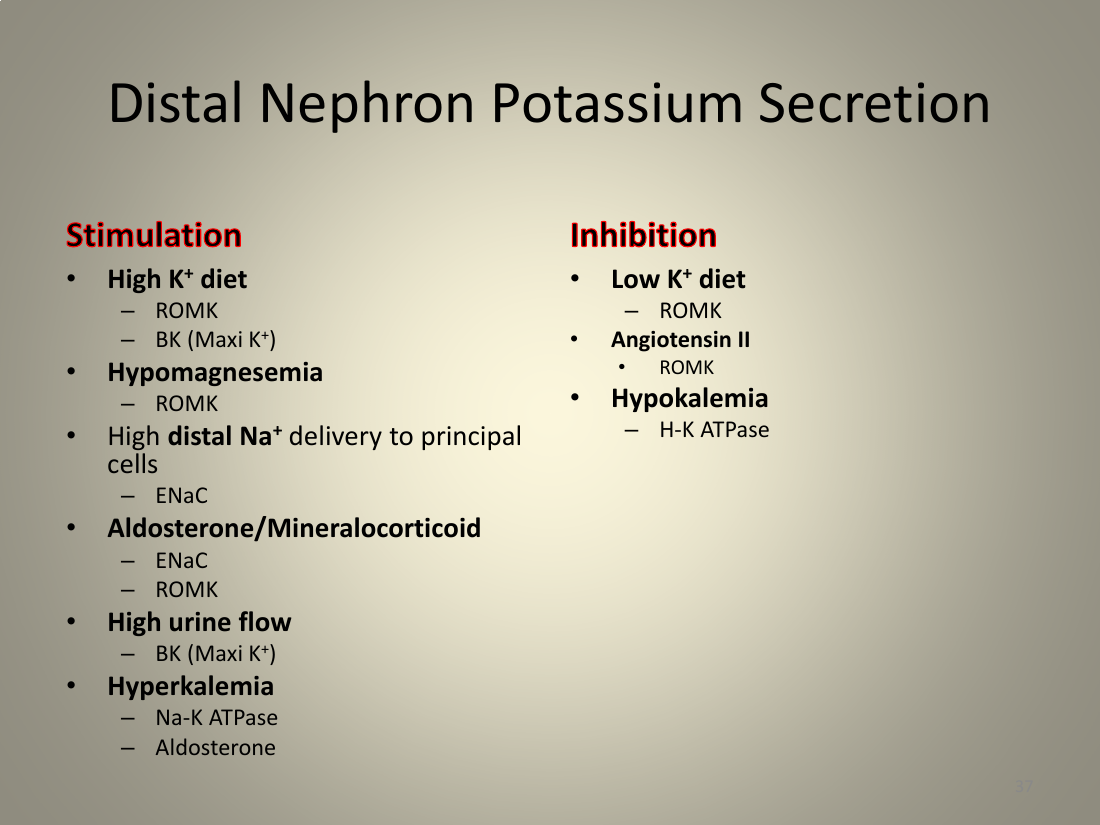 Distal Nephron Potassium Secretion
Stimulation
• High K⁺ diet
– ROMK
– BK (Maxi K⁺)
• Hypomagnesemia
– ROMK
• High distal Na⁺ delivery to principal
cells
– ENaC
• Aldosterone/Mineralocorticoid
– ENaC
– ROMK
• High urine flow
– BK (Maxi K⁺)
• Hyperkalemia
– Na-K ATPase
– Aldosterone
Inhibition
• Low K⁺ diet
– ROMK
• Angiotensin II
• ROMK
• Hypokalemia
– H-K ATPase
37